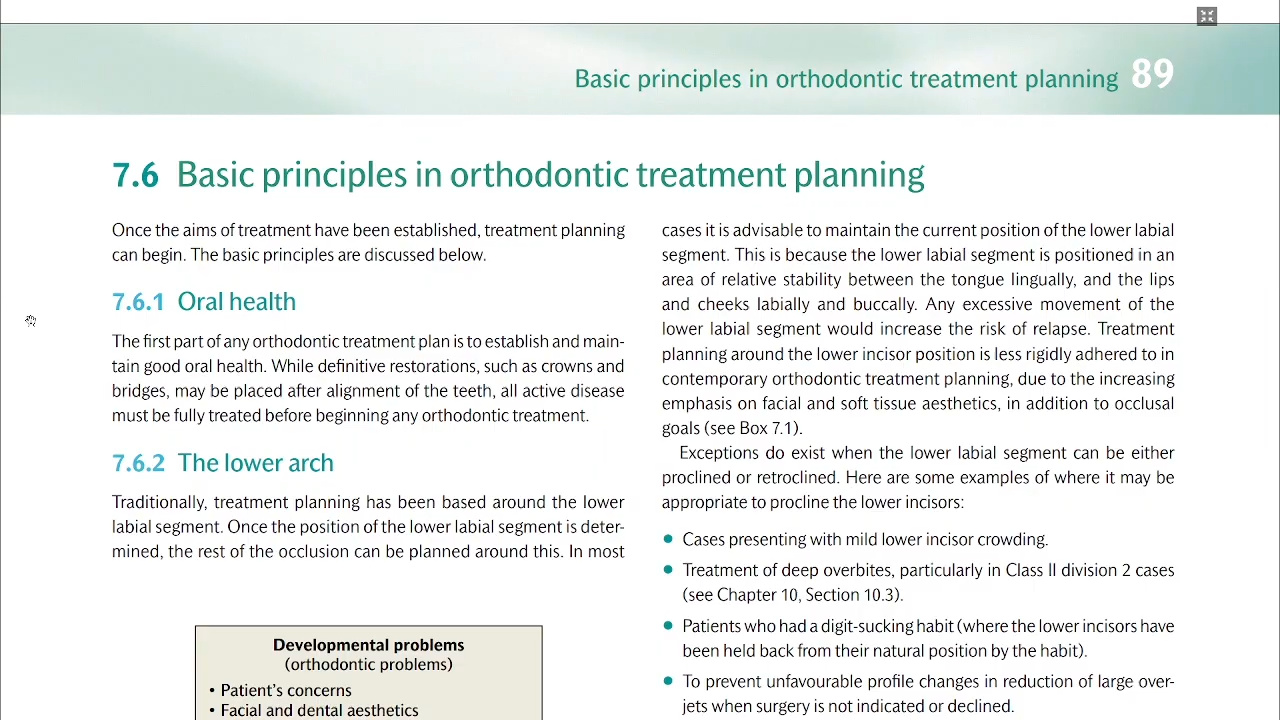 Basic principles in orthodontic treatment planning 89
7.6 Basic principles in orthodontic treatment planning
Once the aims of treatment have been established, treatment planning
can begin. The basic principles are discussed below.
7.6.1 Oral health
The first part of any orthodontic treatment plan is to establish and main-
tain good oral health. While definitive restorations, such as crowns and
bridges, may be placed after alignment of the teeth, all active disease
must be fully treated before beginning any orthodontic treatment.
7.6.2 The lower arch
Traditionally, treatment planning has been based around the lower
labial segment. Once the position of the lower labial segment is deter-
mined, the rest of the occlusion can be planned around this. In most
Developmental problems
(orthodontic problems)
• Patient's concerns
• Facial and dental aesthetics
cases it is advisable to maintain the current position of the lower labial
segment. This is because the lower labial segment is positioned in an
area of relative stability between the tongue lingually, and the lips
and cheeks labially and buccally. Any excessive movement of the
lower labial segment would increase the risk of relapse. Treatment
planning around the lower incisor position is less rigidly adhered to in
contemporary orthodontic treatment planning, due to the increasing
emphasis on facial and soft tissue aesthetics, in addition to occlusal
goals (see Box 7.1).
Exceptions do exist when the lower labial segment can be either
proclined or retroclined. Here are some examples of where it may be
appropriate to procline the lower incisors:
• Cases presenting with mild lower incisor crowding.
• Treatment of deep overbites, particularly in Class II division 2 cases
(see Chapter 10, Section 10.3).
• Patients who had a digit-sucking habit (where the lower incisors have
been held back from their natural position by the habit).
• To prevent unfavourable profile changes in reduction of large over-
jets when surgery is not indicated or declined.